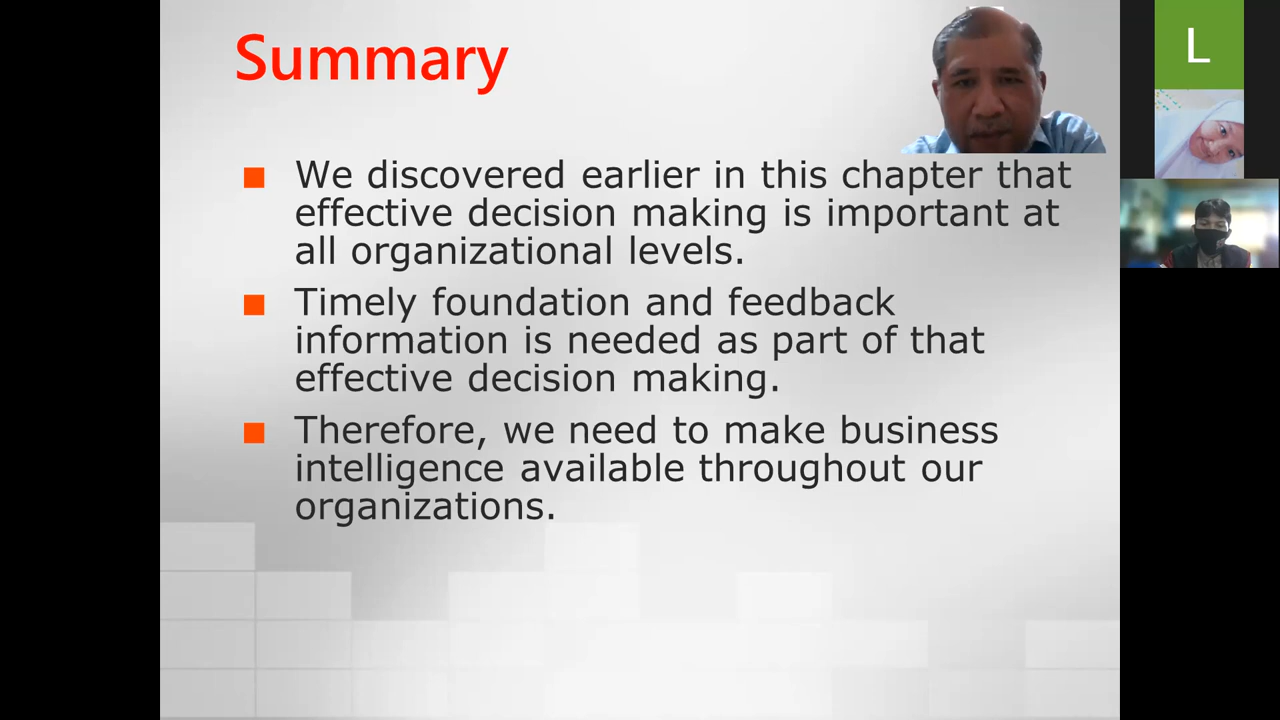 Summary
We discovered earlier in this chapter that
effective decision making is important at
all organizational levels.
Timely foundation and feedback
information is needed as part of that
effective decision making.
Therefore, we need to make business
intelligence available throughout our
organizations.
L